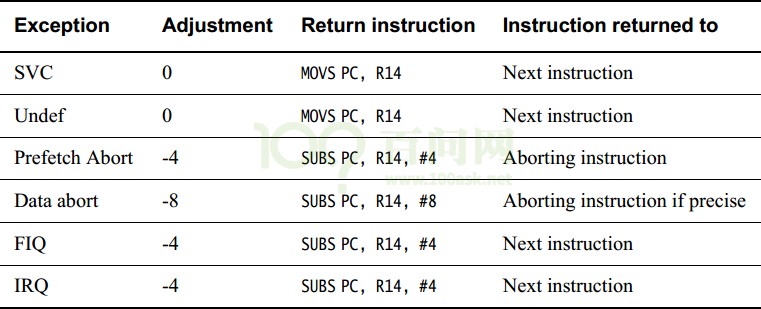 Exception Adjustment Return instruction Instruction returned to
SVC 0 MOVS PC, R14 Next instruction
Undef 0 MOVS PC, R14 Next instruction
Prefetch Abort -4 SUBS PC, R14, #4 Aborting instruction
Data abort -8 SUBS PC, R14, #8 Aborting instruction if precise
FIQ -4 SUBS PC, R14, #4 Next instruction
IRQ -4 SUBS PC, R14, #4 Next instruction
百问网
www.100ask.net